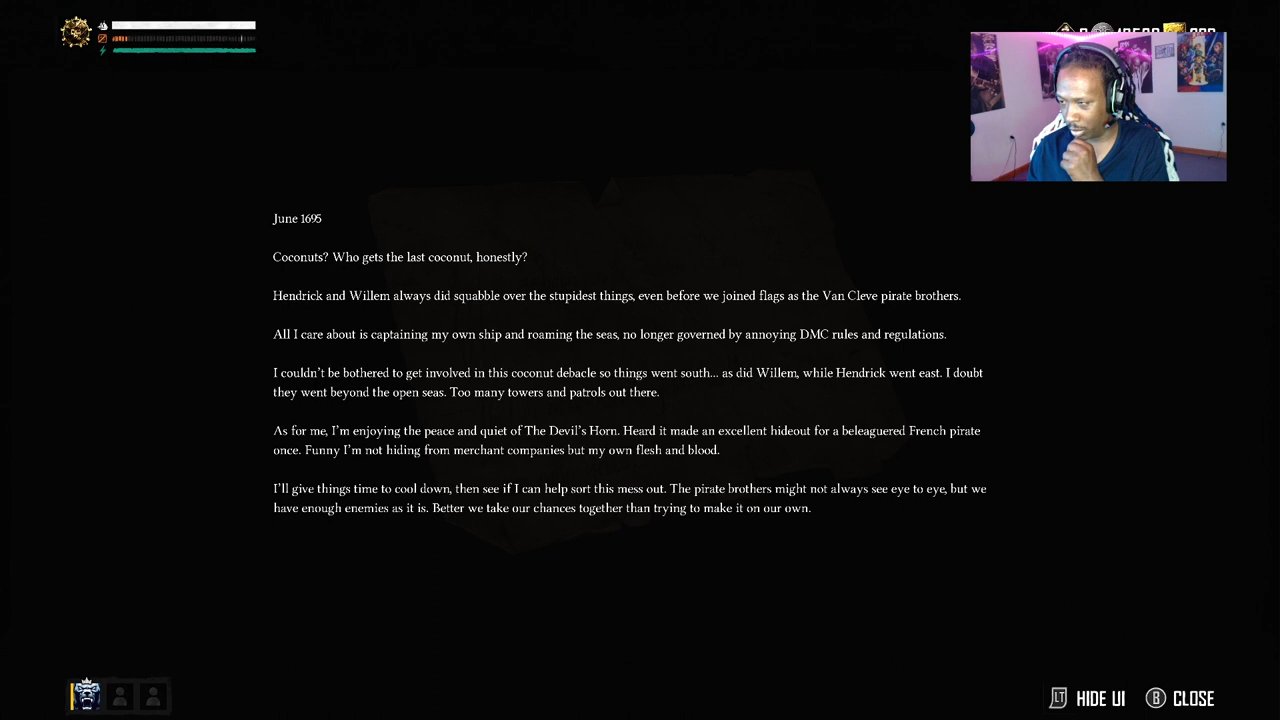 June 1695
Coconuts? Who gets the last coconut, honestly?
Hendrick and Willem always did squabble over the stupidest things, even before we joined flags as the Van Cleve pirate brothers.
All I care about is captaining my own ship and roaming the seas, no longer governed by annoying DMC rules and regulations.
I couldn't be bothered to get involved in this coconut debacle so things went south... as did Willem, while Hendrick went east. I doubt
they went beyond the open seas. Too many towers and patrols out there.
As for me, I'm enjoying the peace and quiet of The Devil's Horn. Heard it made an excellent hideout for a beleaguered French pirate
once. Funny I'm not hiding from merchant companies but my own flesh and blood.
I'll give things time to cool down, then see if I can help sort this mess out. The pirate brothers might not always see eye to eye, but we
have enough enemies as it is. Better we take our chances together than trying to make it on our own.
LT HIDE UI B CLOSE